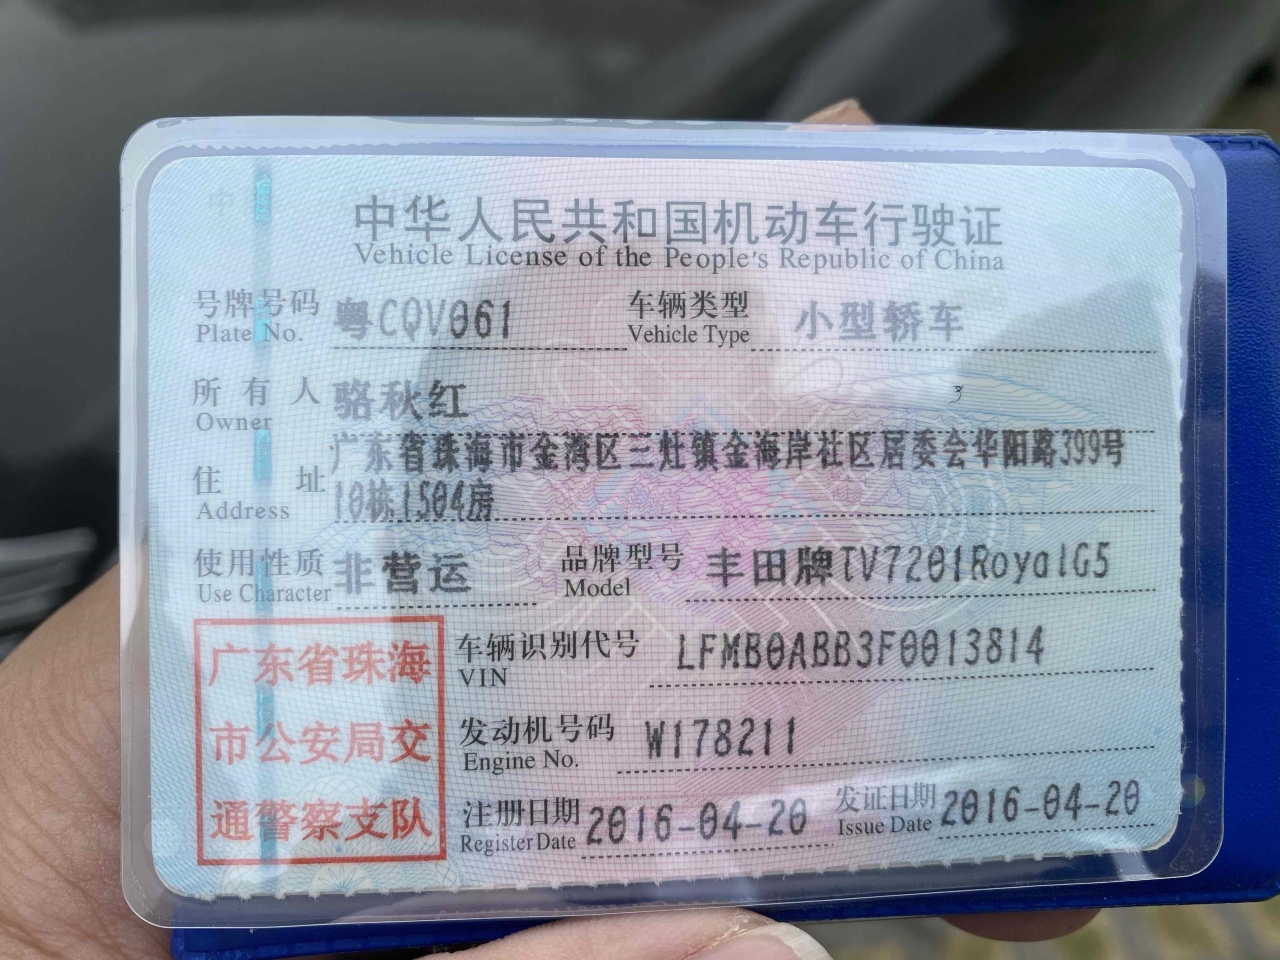 中华人民共和国机动车行驶证
Vehicle License of the People's Republic of China
号牌号码 粤CQV061 车辆类型 小型轿车
Plate No. Vehicle Type
所有人 骆秋红
Owner
住址 广东省珠海市金湾区三灶镇金海岸社区居委会华阳路399号
Address 10栋1504房
使用性质 非营运 品牌型号 丰田牌TV7201RoyalG5
Use Character Model
广东省珠海
市公安局交
通警察支队
车辆识别代号 LFMB0ABB3F0013814
VIN
发动机号码 W178211
Engine No.
注册日期 2016-04-20 发证日期 2016-04-20
Register Date Issue Date